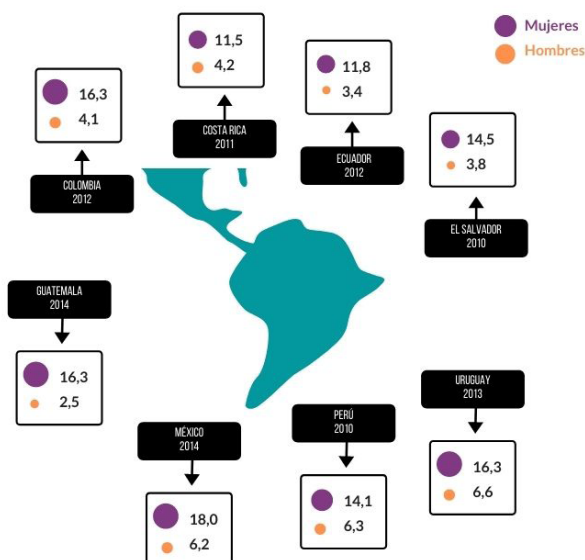 Mujeres
Hombres
11,5
4,2
COSTA RICA
2011
11,8
3,4
ECUADOR
2012
16,3
4,1
COLOMBIA
2012
14,5
3,8
EL SALVADOR
2010
GUATEMALA
2014
16,3
2,5
MÉXICO
2014
18,0
6,2
PERÚ
2010
14,1
6,3
URUGUAY
2013
16,3
6,6